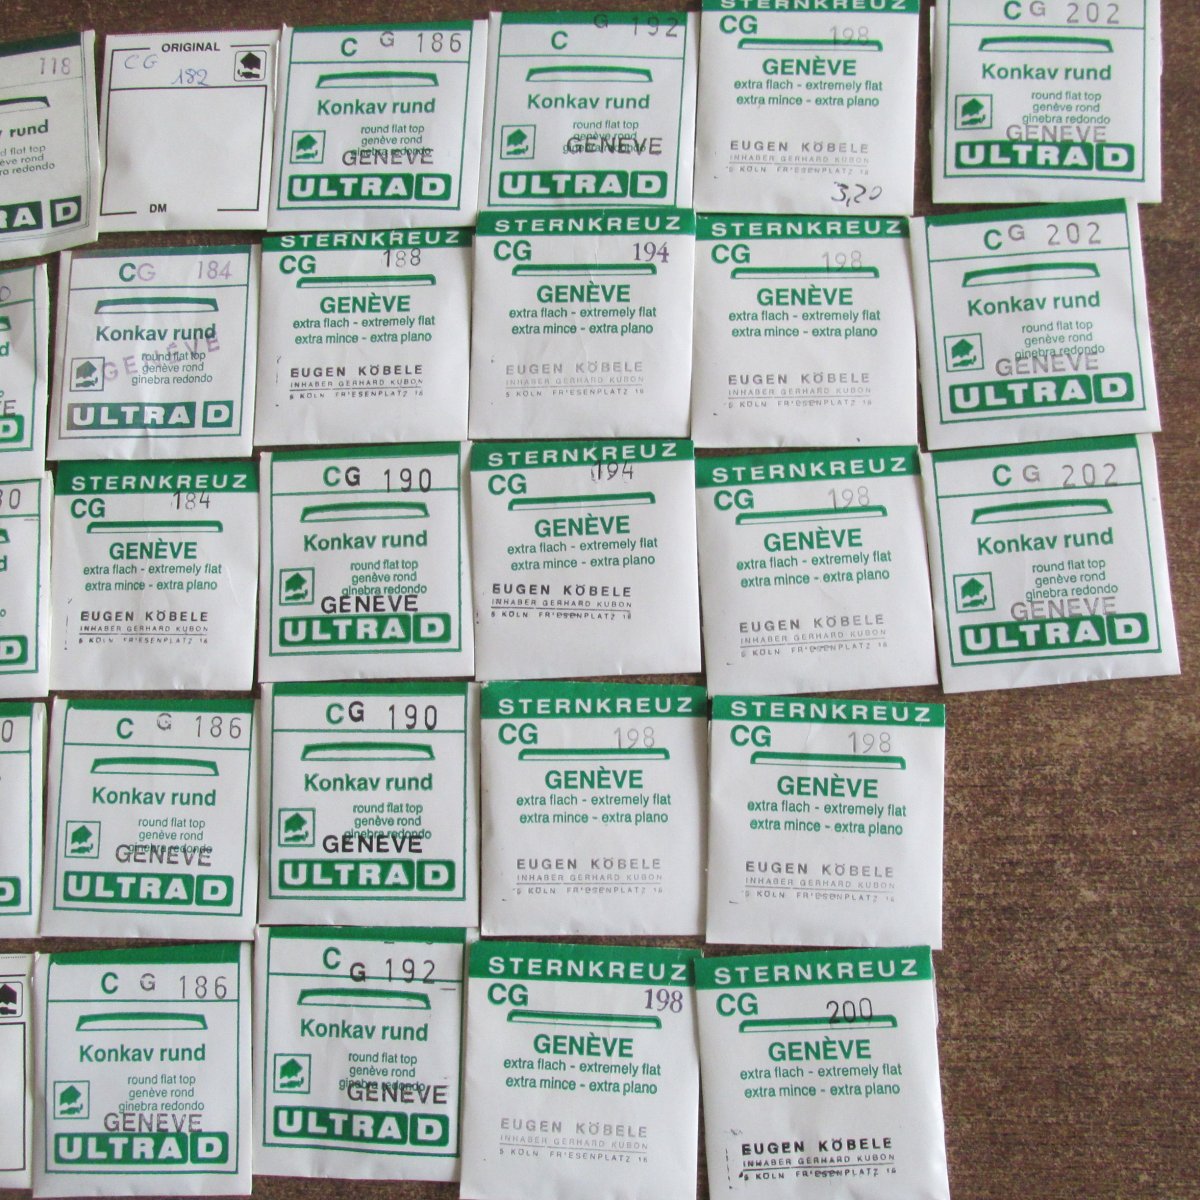 118
rund
flat top
eve rond
redondo
D
ORIGINAL
CG
182
DM
C G 186
Konkav rund
round flat top
genève rond
ginebra redondo
GENEVE
ULTRA D
C G 192
Konkav rund
round flat top
genève rond
GENEVE
ULTRA D
STERNKREUZ
CG 198
GENÈVE
extra flach - extremely flat
extra mince - extra plano
EUGEN KÖBELE
INHABER GERHARD KUBON
5 KÖLN FRIESENPLATZ 16
3,20
C G 202
Konkav rund
round flat top
genève rond
ginebra redondo
GENEVE
ULTRA D
CG 184
Konkav rund
round flat top
genève rond
ginebra redondo
GENEVE
ULTRA D
STERNKREUZ
CG 188
GENÈVE
extra flach - extremely flat
extra mince - extra plano
EUGEN KÖBELE
INHABER GERHARD KUBON
5 KÖLN FRIESENPLATZ 16
STERNKREUZ
CG 194
GENÈVE
extra flach - extremely flat
extra mince - extra plano
EUGEN KÖBELE
INHABER GERHARD KUBON
5 KÖLN FRIESENPLATZ 16
STERNKREUZ
CG 198
GENÈVE
extra flach - extremely flat
extra mince - extra plano
EUGEN KÖBELE
INHABER GERHARD KUBON
5 KÖLN FRIESENPLATZ 16
C G 202
Konkav rund
round flat top
genève rond
ginebra redondo
GENEVE
ULTRA D
STERNKREUZ
CG 184
GENÈVE
extra flach - extremely flat
extra mince - extra plano
EUGEN KÖBELE
INHABER GERHARD KUBON
5 KÖLN FRIESENPLATZ 16
CG 190
Konkav rund
round flat top
genève rond
ginebra redondo
GENEVE
ULTRA D
STERNKREUZ
CG 194
GENÈVE
extra flach - extremely flat
extra mince - extra plano
EUGEN KÖBELE
INHABER GERHARD KUBON
5 KÖLN FRIESENPLATZ 16
STERNKREUZ
CG 198
GENÈVE
extra flach - extremely flat
extra mince - extra plano
EUGEN KÖBELE
INHABER GERHARD KUBON
5 KÖLN FRIESENPLATZ 16
C G 202
Konkav rund
round flat top
genève rond
ginebra redondo
GENEVE
ULTRA D
C G 186
Konkav rund
round flat top
genève rond
ginebra redondo
GENEVE
ULTRA D
CG 190
Konkav rund
round flat top
genève rond
ginebra redondo
GENEVE
ULTRA D
STERNKREUZ
CG 198
GENÈVE
extra flach - extremely flat
extra mince - extra plano
EUGEN KÖBELE
INHABER GERHARD KUBON
5 KÖLN FRIESENPLATZ 16
STERNKREUZ
CG 198
GENÈVE
extra flach - extremely flat
extra mince - extra plano
EUGEN KÖBELE
INHABER GERHARD KUBON
5 KÖLN FRIESENPLATZ 16
C G 186
Konkav rund
round flat top
genève rond
ginebra redondo
GENEVE
ULTRA D
C G 192
Konkav rund
round flat top
genève rond
ginebra redondo
GENEVE
ULTRA D
STERNKREUZ
CG 198
GENÈVE
extra flach - extremely flat
extra mince - extra plano
EUGEN KÖBELE
INHABER GERHARD KUBON
5 KÖLN FRIESENPLATZ 16
STERNKREUZ
CG 200
GENÈVE
extra flach - extremely flat
extra mince - extra plano
EUGEN KÖBELE
INHABER GERHARD KUBON
5 KÖLN FRIESENPLATZ 16